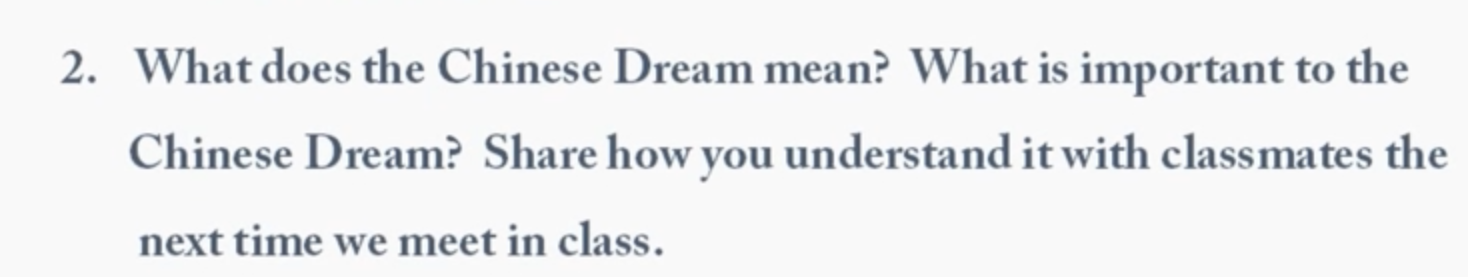 2. What does the Chinese Dream mean? What is important to the
Chinese Dream? Share how you understand it with classmates the
next time we meet in class.